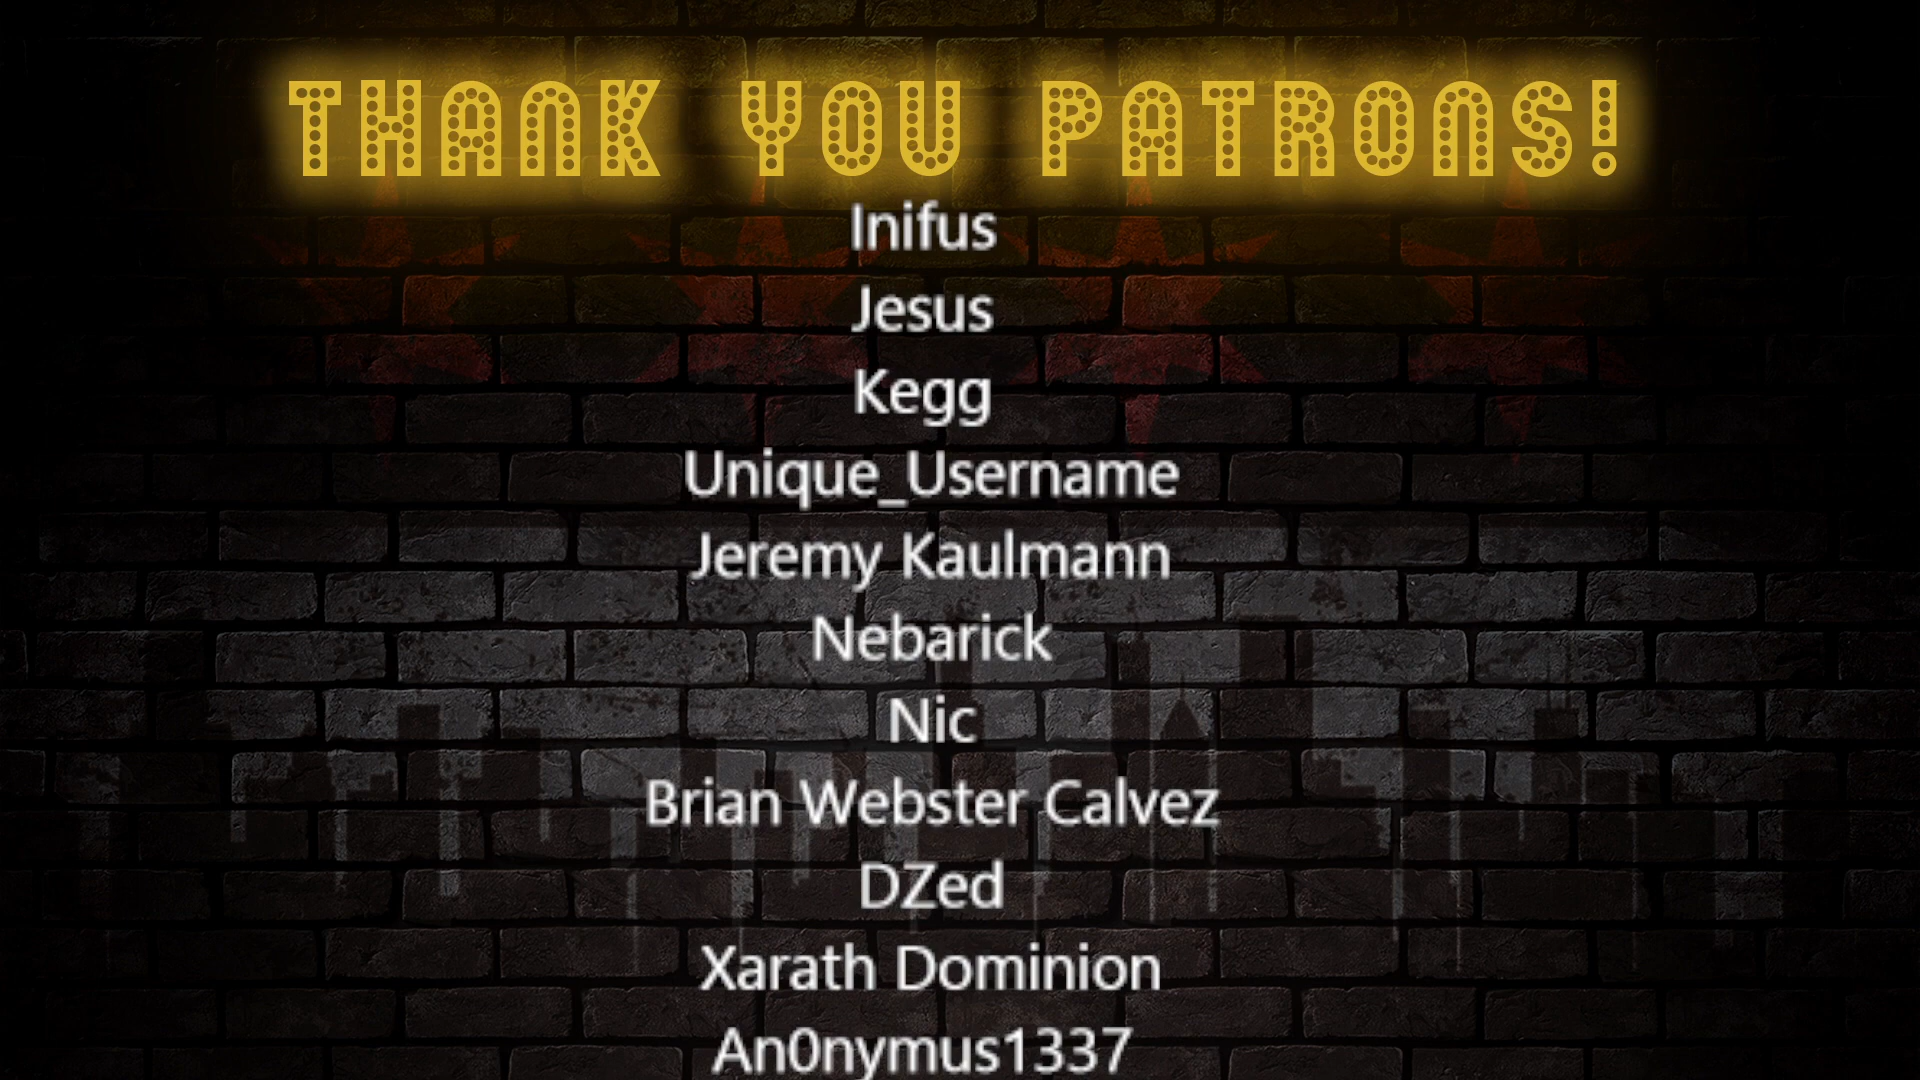 THANK YOU PATRONS!
Inifus
Jesus
Kegg
Unique_Username
Jeremy Kaulmann
Nebarick
Nic
Brian Webster Calvez
DZed
Xarath Dominion
An0nymus1337